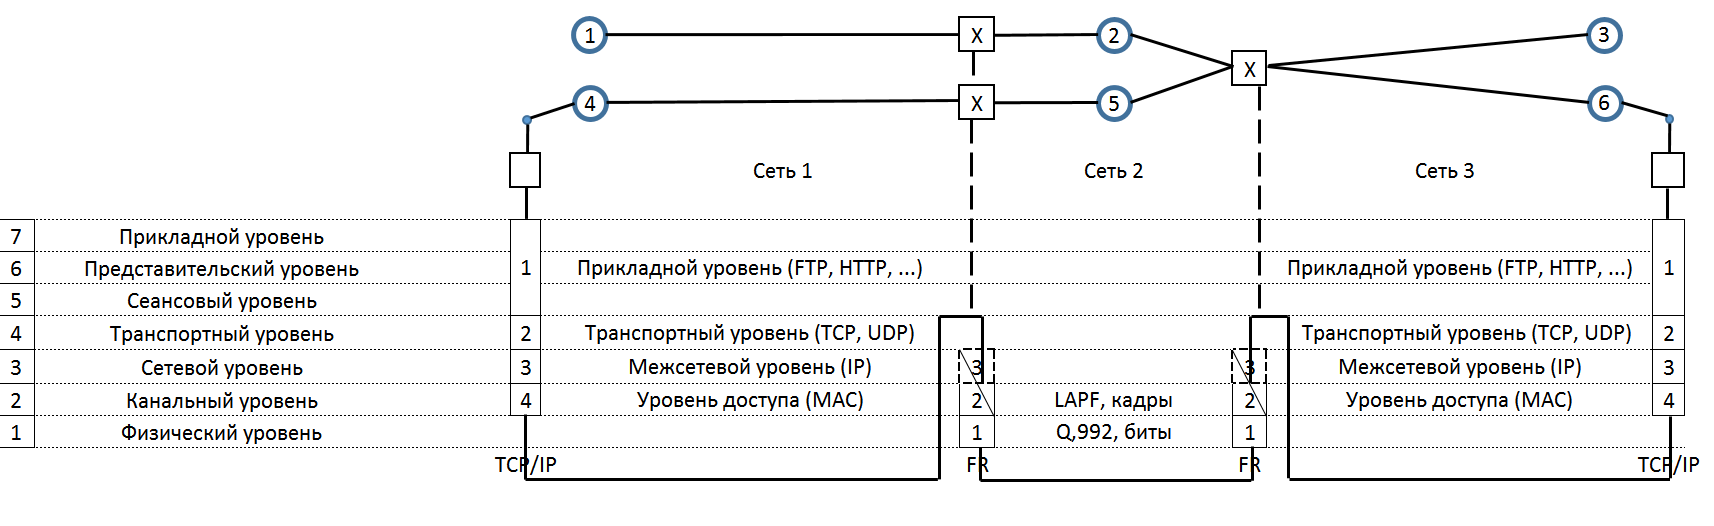 1 X 2 3
X
4 X 5 6
Сеть 1 Сеть 2 Сеть 3
7 Прикладной уровень
6 Представительский уровень 1 Прикладной уровень (FTP, HTTP, ...) Прикладной уровень (FTP, HTTP, ...) 1
5 Сеансовый уровень
4 Транспортный уровень 2 Транспортный уровень (TCP, UDP) Транспортный уровень (TCP, UDP) 2
3 Сетевой уровень 3 Межсетевой уровень (IP) 3 3 Межсетевой уровень (IP) 3
2 Канальный уровень 4 Уровень доступа (MAC) 2 LAPF, кадры 2 Уровень доступа (MAC) 4
1 Физический уровень 1 Q,992, биты 1
TCP/IP FR FR TCP/IP